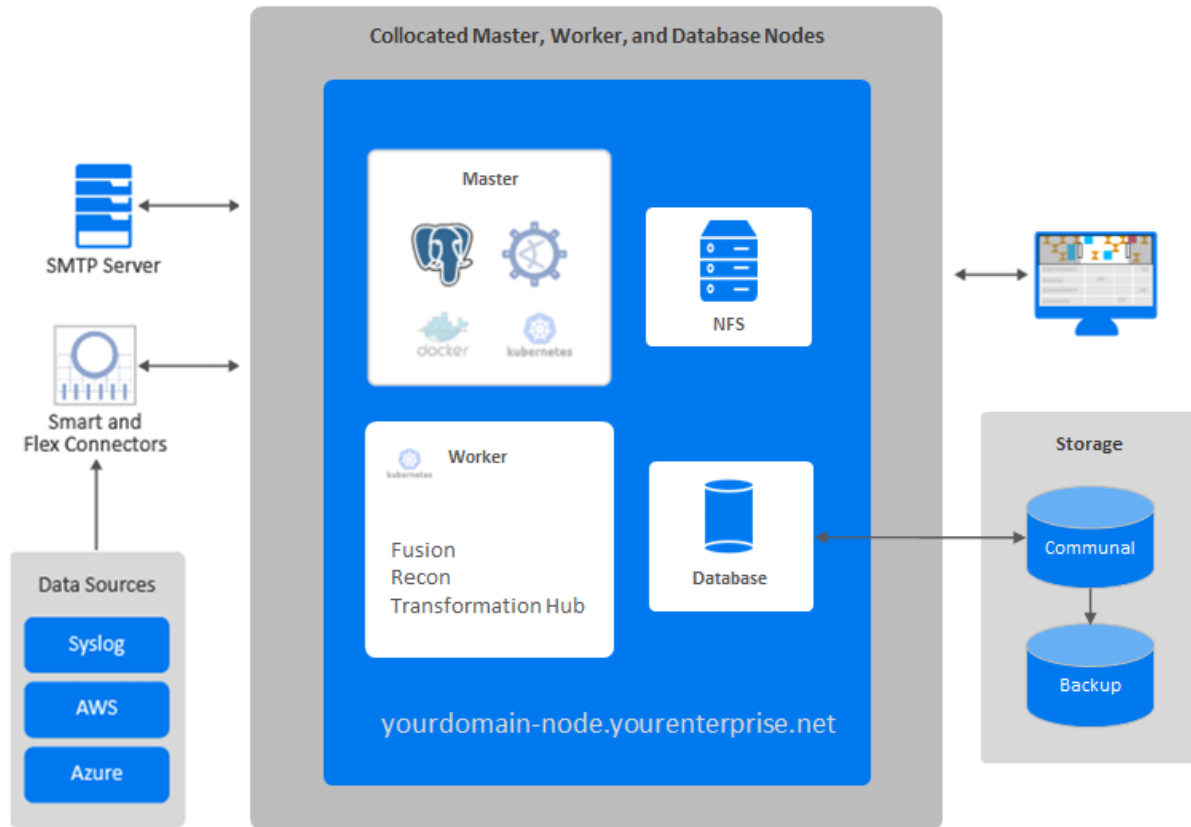 Collocated Master, Worker, and Database Nodes
SMTP Server
Smart and
Flex Connectors
Data Sources
Syslog
AWS
Azure
Master
docker
kubernetes
NFS
kubernetes
Worker
Fusion
Recon
Transformation Hub
Database
yourdomain-node.yourenterprise.net
Storage
Communal
Backup